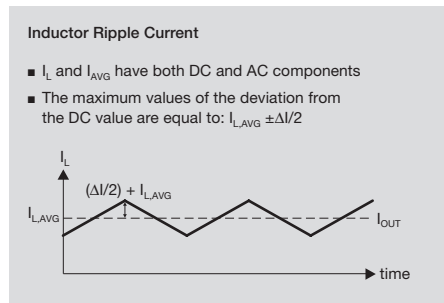 Inductor Ripple Current
■ I_L and I_AVG have both DC and AC components
■ The maximum values of the deviation from
the DC value are equal to: I_L,AVG ±ΔI/2
I_L
(ΔI/2) + I_L,AVG
I_L,AVG
I_OUT
time